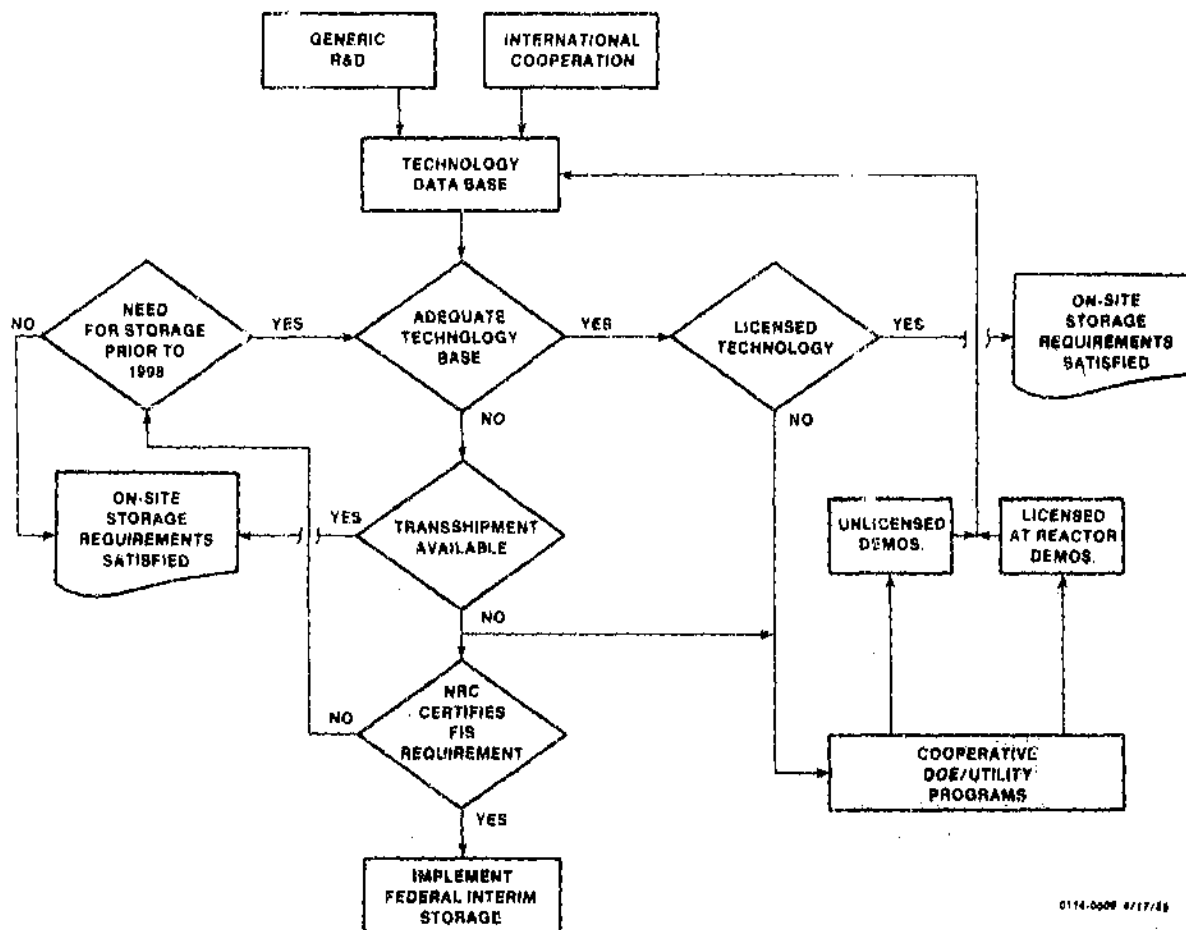 GENERIC
R&D
INTERNATIONAL
COOPERATION
TECHNOLOGY
DATA BASE
NEED
FOR STORAGE
PRIOR TO
1998
NO
YES
ADEQUATE
TECHNOLOGY
BASE
YES
NO
LICENSED
TECHNOLOGY
YES
NO
ON-SITE
STORAGE
REQUIREMENTS
SATISFIED
ON-SITE
STORAGE
REQUIREMENTS
SATISFIED
YES
TRANSSHIPMENT
AVAILABLE
NO
UNLICENSED
DEMOS.
LICENSED
AT REACTOR
DEMOS.
NO
NRC
CERTIFIES
FIS
REQUIREMENT
YES
COOPERATIVE
DOE/UTILITY
PROGRAMS
IMPLEMENT
FEDERAL INTERIM
STORAGE